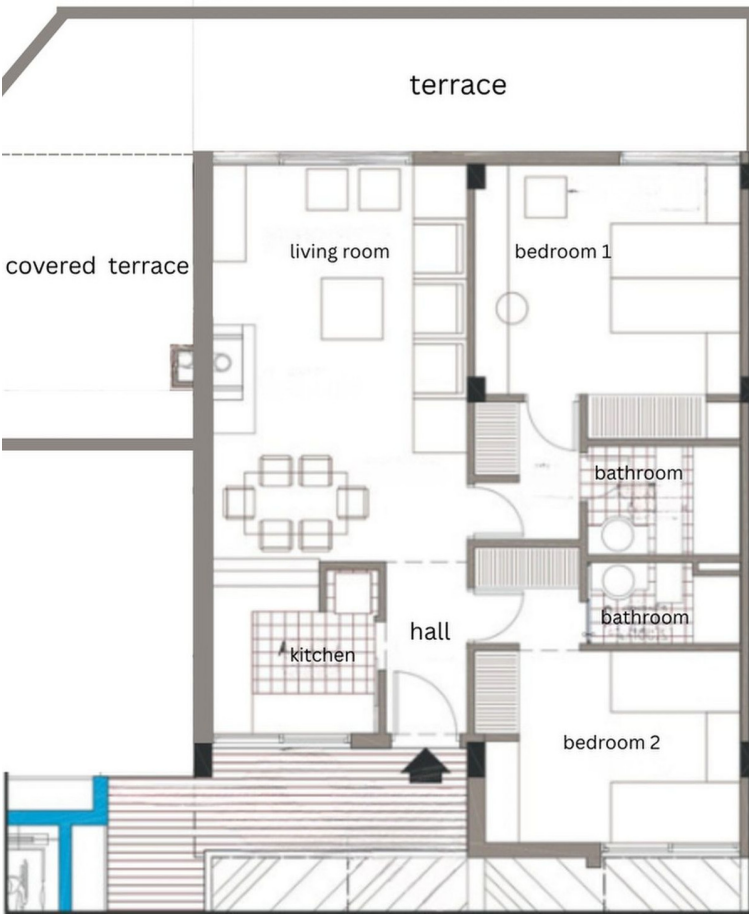 terrace
covered terrace
living room
bedroom 1
bathroom
bathroom
hall
kitchen
bedroom 2